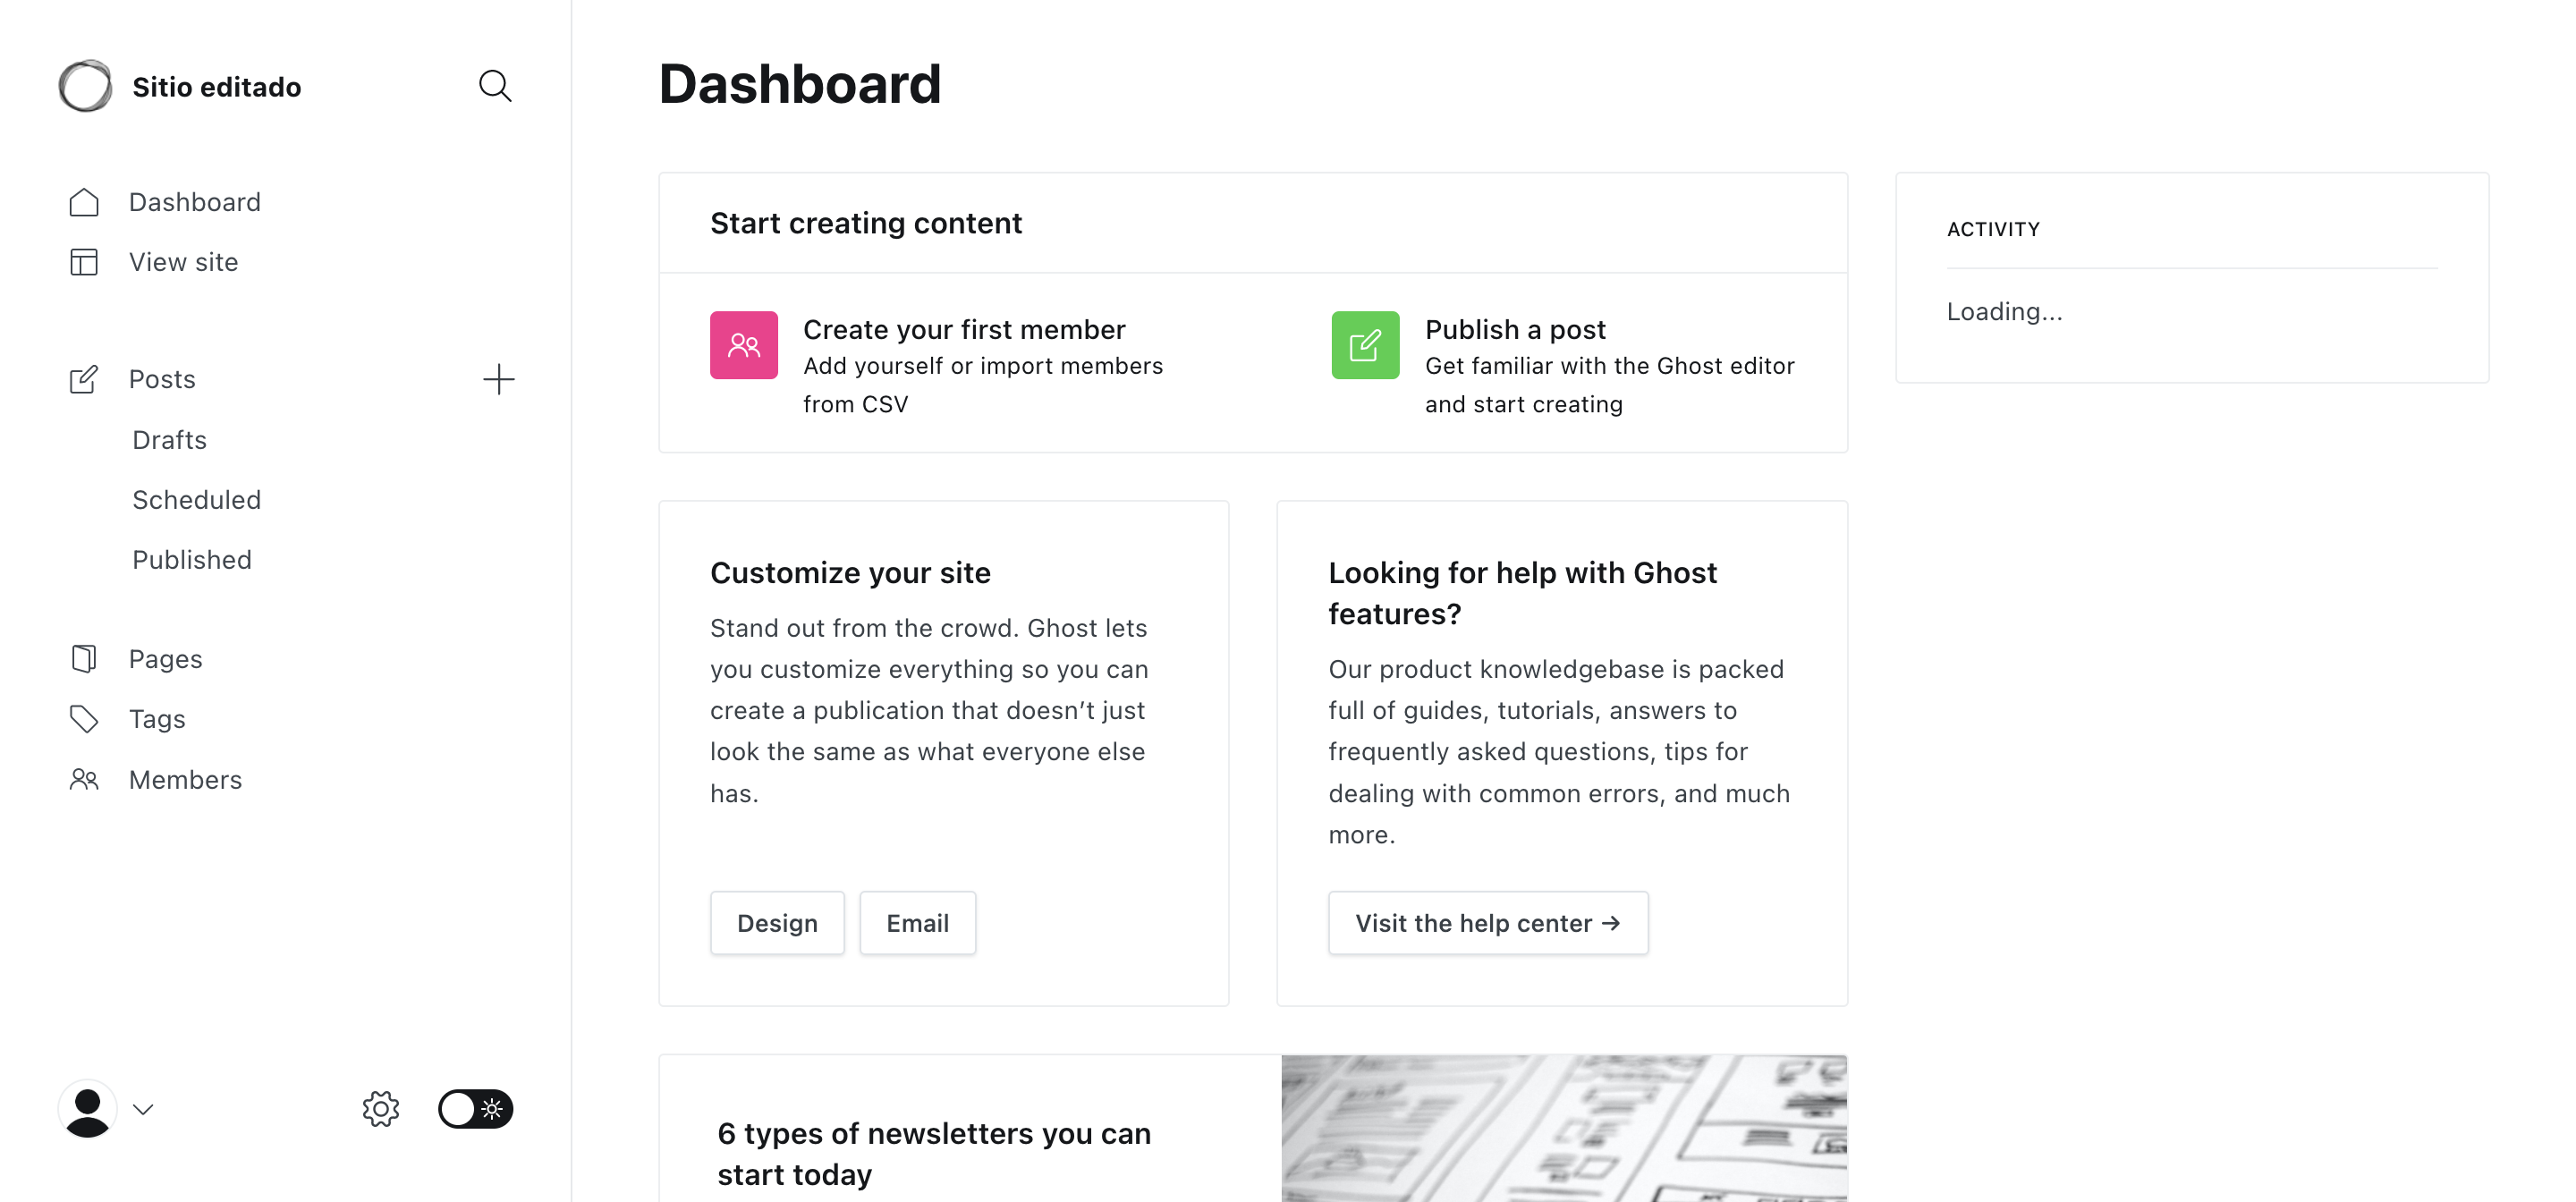 Sitio editado
Dashboard
View site
Posts
Drafts
Scheduled
Published
Pages
Tags
Members
Dashboard
Start creating content
Create your first member
Add yourself or import members
from CSV
Publish a post
Get familiar with the Ghost editor
and start creating
Customize your site
Stand out from the crowd. Ghost lets
you customize everything so you can
create a publication that doesn’t just
look the same as what everyone else
has.
Design
Email
Looking for help with Ghost
features?
Our product knowledgebase is packed
full of guides, tutorials, answers to
frequently asked questions, tips for
dealing with common errors, and much
more.
Visit the help center →
6 types of newsletters you can
start today
ACTIVITY
Loading...